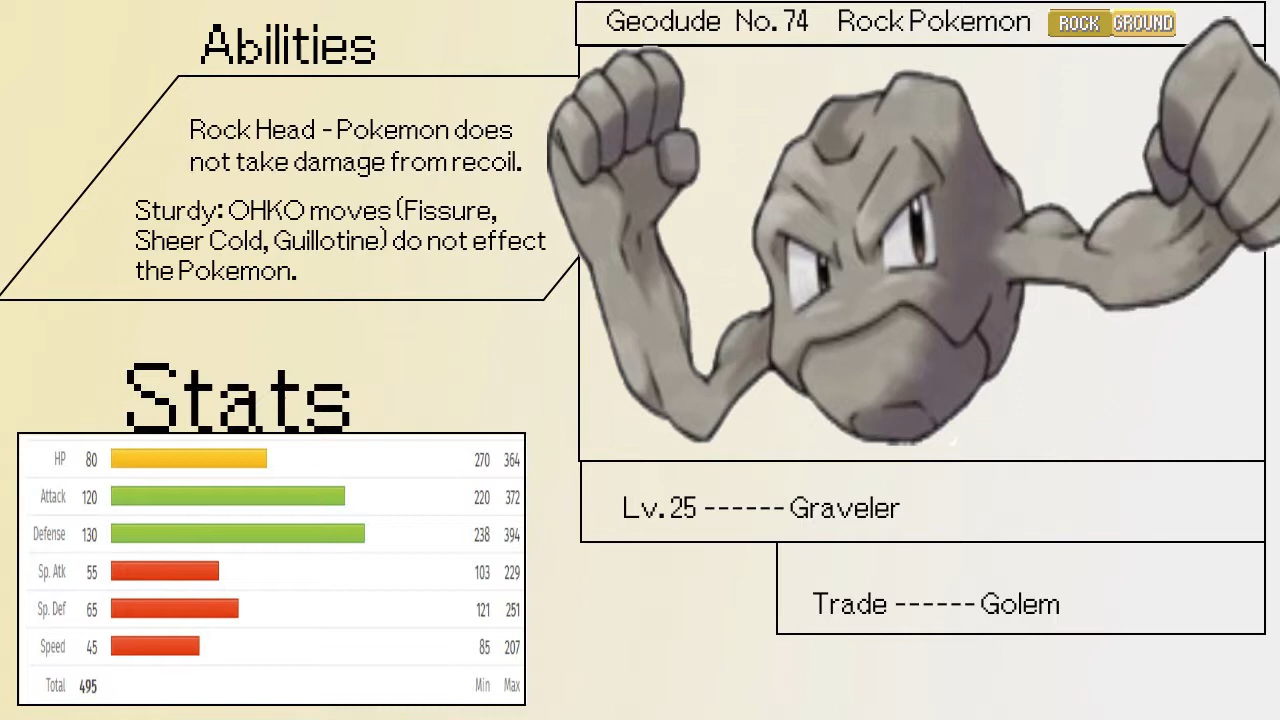 Abilities
Geodude No. 74 Rock Pokemon ROCK GROUND
Rock Head - Pokemon does
not take damage from recoil.
Sturdy: OHKO moves (Fissure,
Sheer Cold, Guillotine) do not effect
the Pokemon.
Stats
HP 80 270 364
Attack 120 220 372
Defense 130 238 394
Sp. Atk 55 103 229
Sp. Def 65 121 251
Speed 45 85 207
Total 495 Min Max
Lv. 25 ------ Graveler
Trade ------ Golem